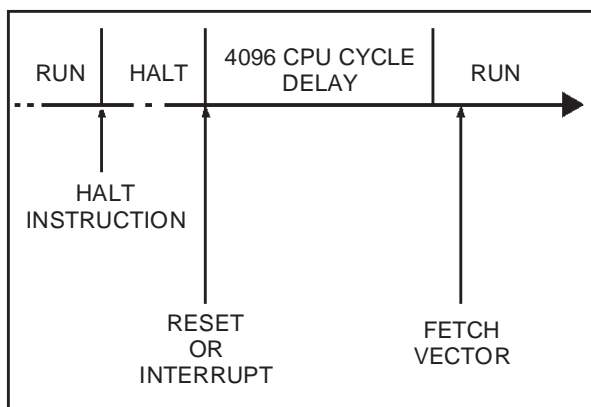 RUN
HALT
4096 CPU CYCLE
DELAY
RUN
HALT
INSTRUCTION
RESET
OR
INTERRUPT
FETCH
VECTOR